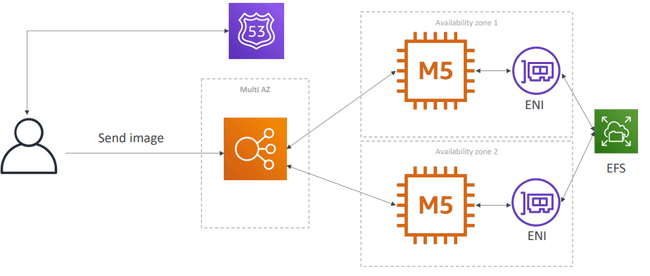 53
Availability zone 1
M5
ENI
Multi AZ
Send image
EFS
Availability zone 2
M5
ENI